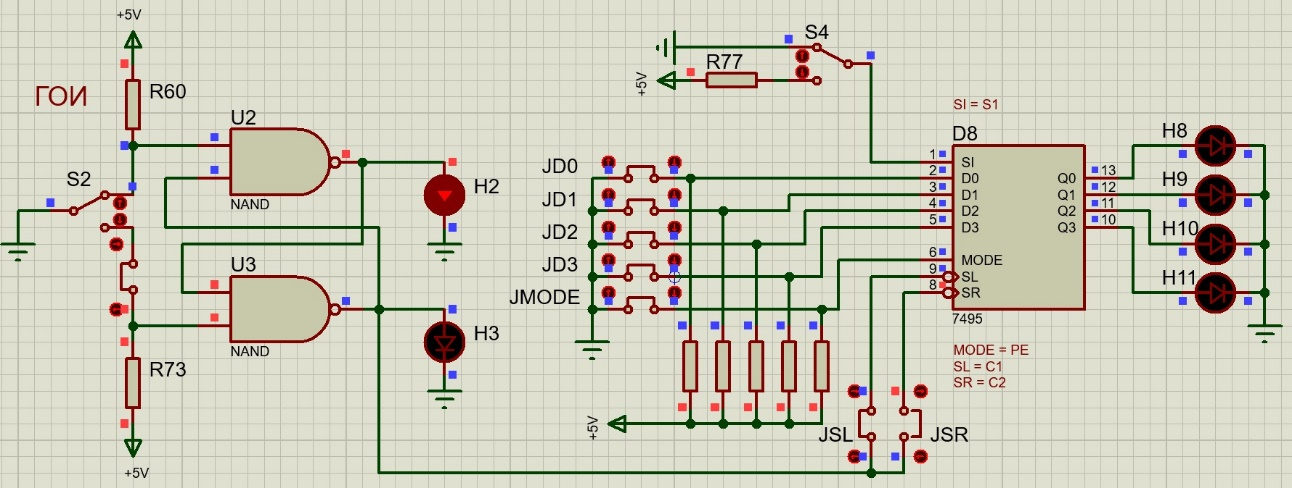 +5V
R60
ГОИ
U2
NAND
S2
H2
U3
NAND
H3
R73
+5V
S4
R77
+5V
SI = S1
D8
JD0
JD1
JD2
JD3
JMODE
1
2
3
4
5
6
9
8
SI
D0
D1
D2
D3
MODE
SL
SR
Q0
Q1
Q2
Q3
13
12
11
10
7495
H8
H9
H10
H11
MODE = PE
SL = C1
SR = C2
+5V
JSL
JSR